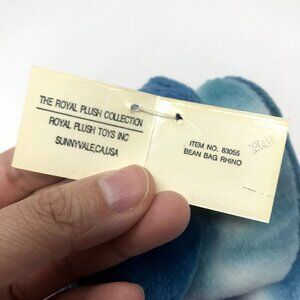 THE ROYAL PLUSH COLLECTION
ROYAL PLUSH TOYS INC
SUNNYVALE,CA,USA
ITEM NO. 83055
BEAN BAG RHINO